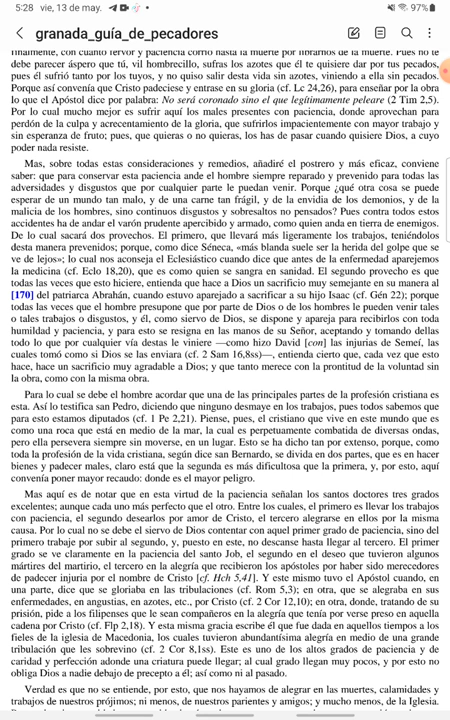 5:28 vie, 13 de may.
97%
granada_guía_de_pecadores
finalmente, con cuánto fervor y paciencia corrió hasta la muerte por librarnos de la muerte. Pues no te
debe parecer áspero que tú, vil hombrecillo, sufras los azotes que él te quisiere dar por tus pecados,
pues él sufrió tanto por los tuyos, y no quiso salir desta vida sin azotes, viniendo a ella sin pecados.
Porque así convenía que Cristo padeciese y entrase en su gloria (cf. Lc 24,26), para enseñar por la obra
lo que el Apóstol dice por palabra: No será coronado sino el que legítimamente peleare (2 Tim 2,5).
Por lo cual mucho mejor es sufrir aquí los males presentes con paciencia, donde aprovechan para
perdón de la culpa y acrecentamiento de la gloria, que sufrirlos impacientemente con mayor trabajo y
sin esperanza de fruto; pues, que quieras o no quieras, los has de pasar cuando quisiere Dios, a cuyo
poder nada resiste.
Mas, sobre todas estas consideraciones y remedios, añadiré el postrero y más eficaz, conviene
saber: que para conservar esta paciencia ande el hombre siempre reparado y prevenido para todas las
adversidades y disgustos que por cualquier parte le puedan venir. Porque ¿qué otra cosa se puede
esperar de un mundo tan malo, y de una carne tan frágil, y de la envidia de los demonios, y de la
malicia de los hombres, sino continuos disgustos y sobresaltos no pensados? Pues contra todos estos
accidentes ha de andar el varón prudente apercibido y armado, como quien anda en tierra de enemigos.
De lo cual sacará dos provechos. El primero, que llevará más ligeramente los trabajos, teniéndolos
desta manera prevenidos; porque, como dice Séneca, «más blanda suele ser la herida del golpe que se
ve de lejos»; lo cual nos aconseja el Eclesiástico cuando dice que antes de la enfermedad aparejemos
la medicina (cf. Eclo 18,20), que es como quien se sangra en sanidad. El segundo provecho es que
todas las veces que esto hiciere, entienda que hace a Dios un sacrificio muy semejante en su manera al
[170] del patriarca Abrahán, cuando estuvo aparejado a sacrificar a su hijo Isaac (cf. Gén 22); porque
todas las veces que el hombre presupone que por parte de Dios o de los hombres le pueden venir tales
o tales trabajos o disgustos, y él, como siervo de Dios, se dispone y apareja para recibirlos con toda
humildad y paciencia, y para esto se resigna en las manos de su Señor, aceptando y tomando dellas
todo lo que por cualquier vía destas le viniere —como hizo David [con] las injurias de Semeí, las
cuales tomó como si Dios se las enviara (cf. 2 Sam 16,8ss)—, entienda cierto que, cada vez que esto
hace, hace un sacrificio muy agradable a Dios; y que tanto merece con la prontitud de la voluntad sin
la obra, como con la misma obra.
Para lo cual se debe el hombre acordar que una de las principales partes de la profesión cristiana es
esta. Así lo testifica san Pedro, diciendo que ninguno desmaye en los trabajos, pues todos sabemos que
para esto estamos diputados (cf. 1 Pe 2,21). Piense, pues, el cristiano que vive en este mundo que es
como una roca que está en medio de la mar, la cual es perpetuamente combatida de diversas ondas,
pero ella persevera siempre sin moverse, en un lugar. Esto se ha dicho tan por extenso, porque, como
toda la profesión de la vida cristiana, según dice san Bernardo, se divida en dos partes, que es en hacer
bienes y padecer males, claro está que la segunda es más dificultosa que la primera, y, por esto, aquí
convenía poner mayor recaudo: donde es el mayor peligro.
Mas aquí es de notar que en esta virtud de la paciencia señalan los santos doctores tres grados
excelentes; aunque cada uno más perfecto que el otro. Entre los cuales, el primero es llevar los trabajos
con paciencia, el segundo desearlos por amor de Cristo, el tercero alegrarse en ellos por la misma
causa. Por lo cual no se debe el siervo de Dios contentar con aquel primer grado de paciencia, sino del
primero trabaje por subir al segundo, y, puesto en este, no descanse hasta llegar al tercero. El primer
grado se ve claramente en la paciencia del santo Job, el segundo en el deseo que tuvieron algunos
mártires del martirio, el tercero en la alegría que recibieron los apóstoles por haber sido merecedores
de padecer injuria por el nombre de Cristo [cf. Hch 5,41]. Y este mismo tuvo el Apóstol cuando, en
una parte, dice que se gloriaba en las tribulaciones (cf. Rom 5,3); en otra, que se alegraba en sus
enfermedades, en angustias, en azotes, etc., por Cristo (cf. 2 Cor 12,10); en otra, donde, tratando de su
prisión, pide a los filipenses que le sean compañeros en la alegría que tenía por verse preso en aquella
cadena por Cristo (cf. Flp 2,18). Y esta misma gracia escribe él que fue dada en aquellos tiempos a los
fieles de la iglesia de Macedonia, los cuales tuvieron abundantísima alegría en medio de una grande
tribulación que les sobrevino (cf. 2 Cor 8,1ss). Este es uno de los altos grados de paciencia y de
caridad y perfección adonde una criatura puede llegar; al cual grado llegan muy pocos, y por esto no
obliga Dios a nadie debajo de precepto a él; así como ni al pasado.
Verdad es que no se entiende, por esto, que nos hayamos de alegrar en las muertes, calamidades y
trabajos de nuestros prójimos; ni menos, de nuestros parientes y amigos; y mucho menos, de la Iglesia.